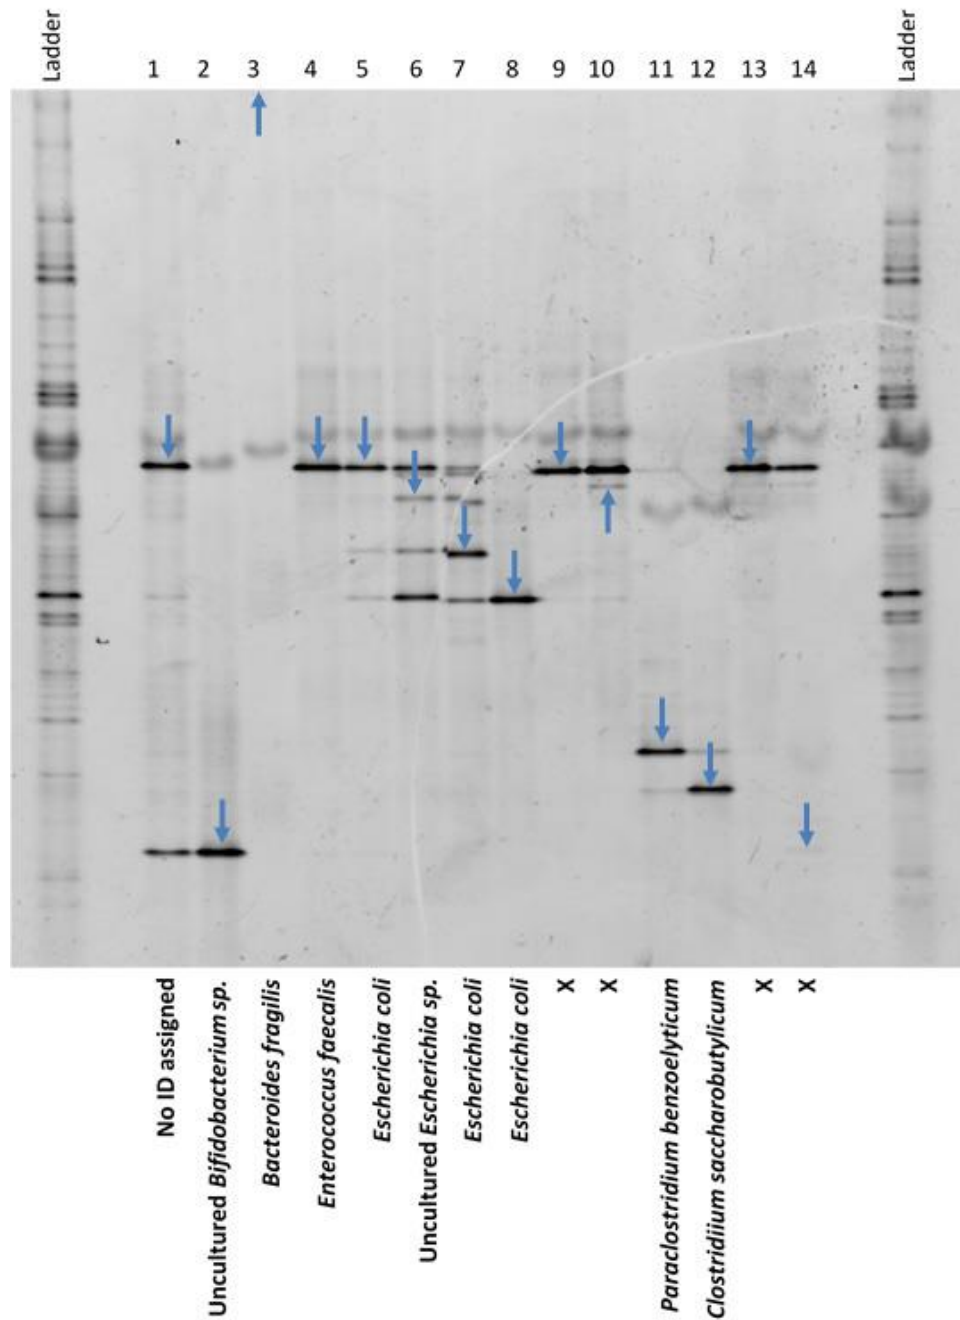 Ladder
1
2
3
4
5
6
7
8
9
10
11
12
13
14
Ladder
No ID assigned
Uncultured Bifidobacterium sp.
Bacteroides fragilis
Enterococcus faecalis
Escherichia coli
Uncultured Escherichia sp.
Escherichia coli
Escherichia coli
X
X
Paraclostridium benzoelyticum
Clostridiium saccharobutylicum
X
X